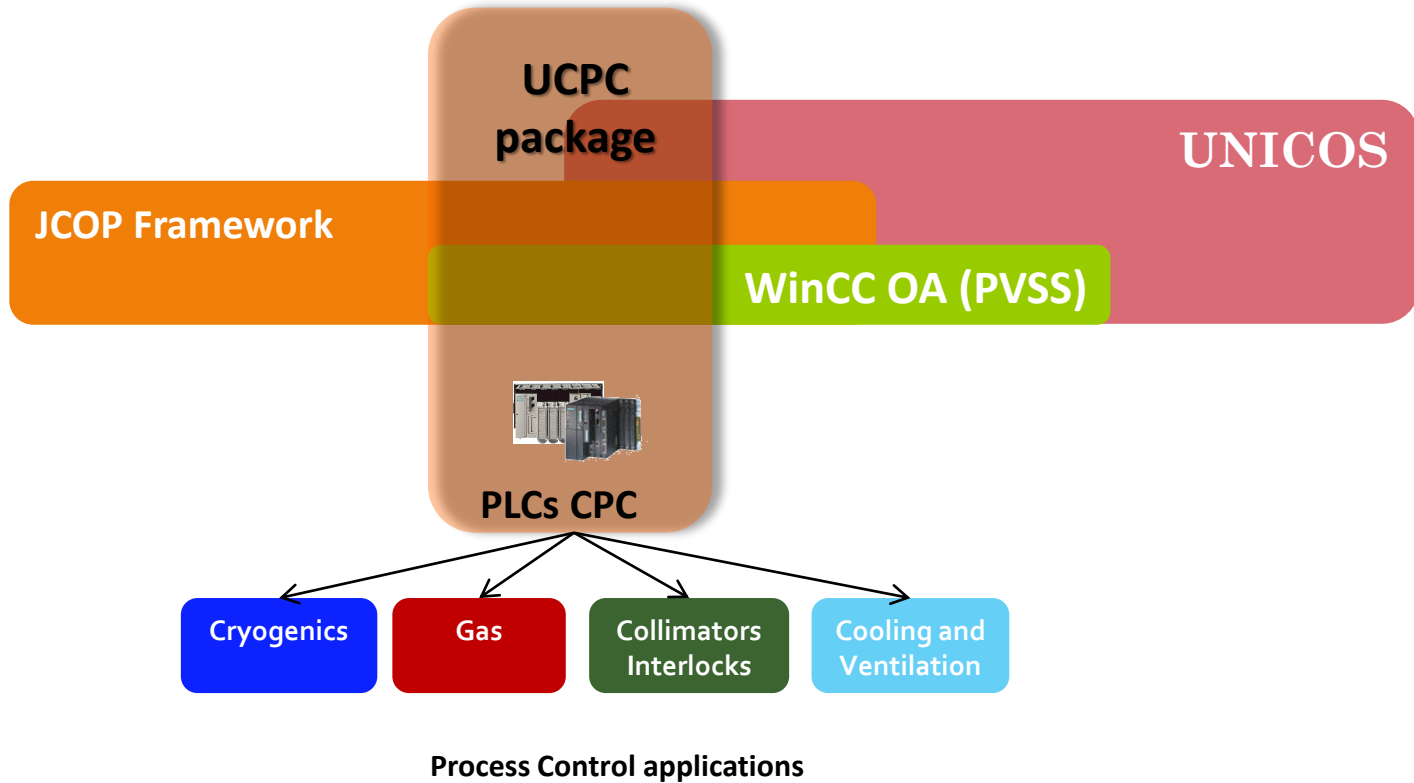 UCPC
package
UNICOS
JCOP Framework
WinCC OA (PVSS)
PLCs CPC
Cryogenics
Gas
Collimators
Interlocks
Cooling and
Ventilation
Process Control applications